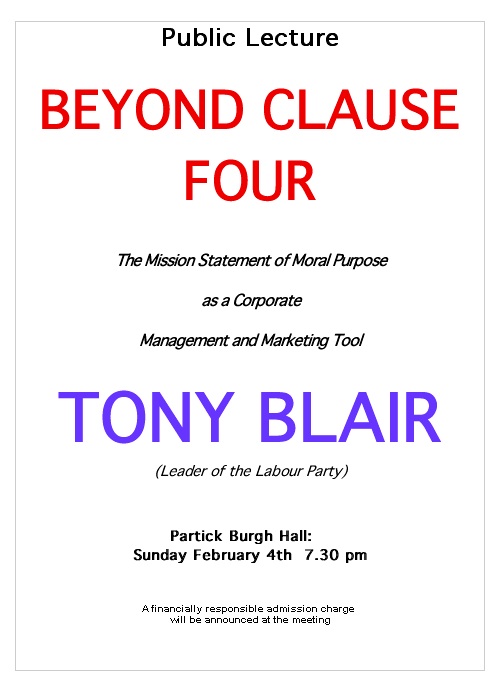 Public Lecture
BEYOND CLAUSE
FOUR
The Mission Statement of Moral Purpose
as a Corporate
Management and Marketing Tool
TONY BLAIR
(Leader of the Labour Party)
Partick Burgh Hall:
Sunday February 4th 7.30 pm
A financially responsible admission charge
will be announced at the meeting